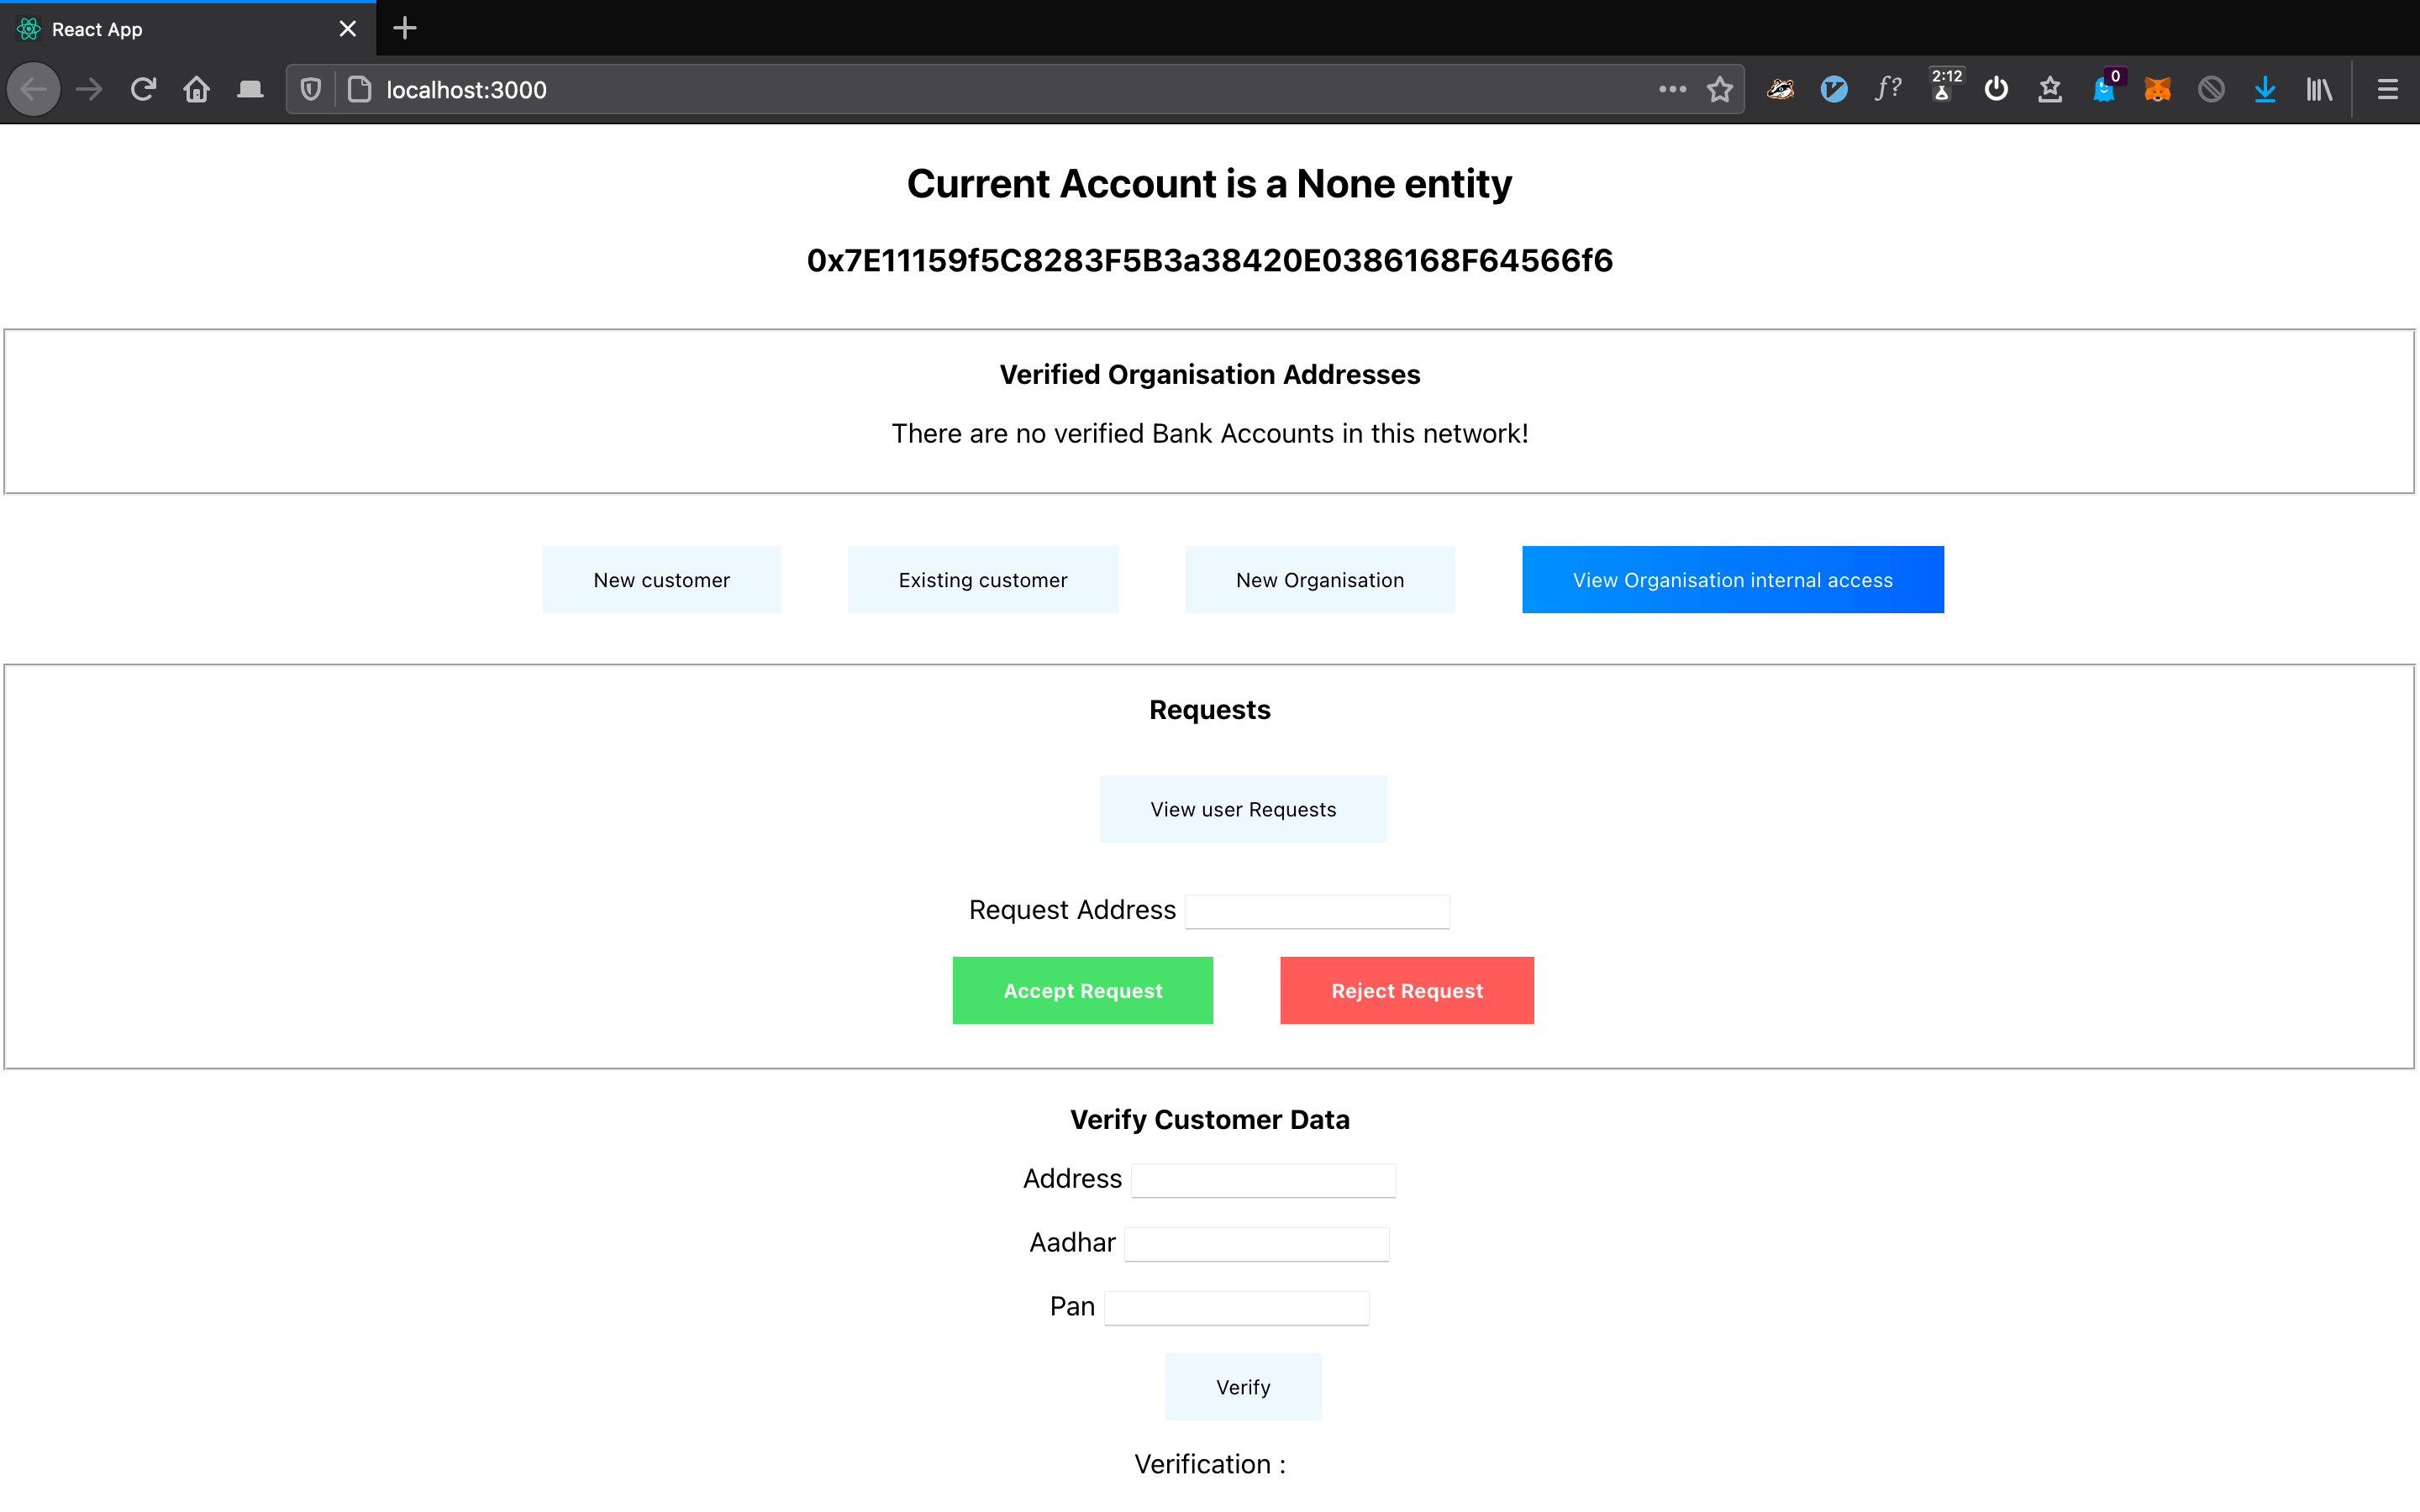 React App
localhost:3000
f?
2:12
0
Current Account is a None entity
0x7E11159f5C8283F5B3a38420E0386168F64566f6
Verified Organisation Addresses
There are no verified Bank Accounts in this network!
New customer
Existing customer
New Organisation
View Organisation internal access
Requests
View user Requests
Request Address
Accept Request
Reject Request
Verify Customer Data
Address
Aadhar
Pan
Verify
Verification :